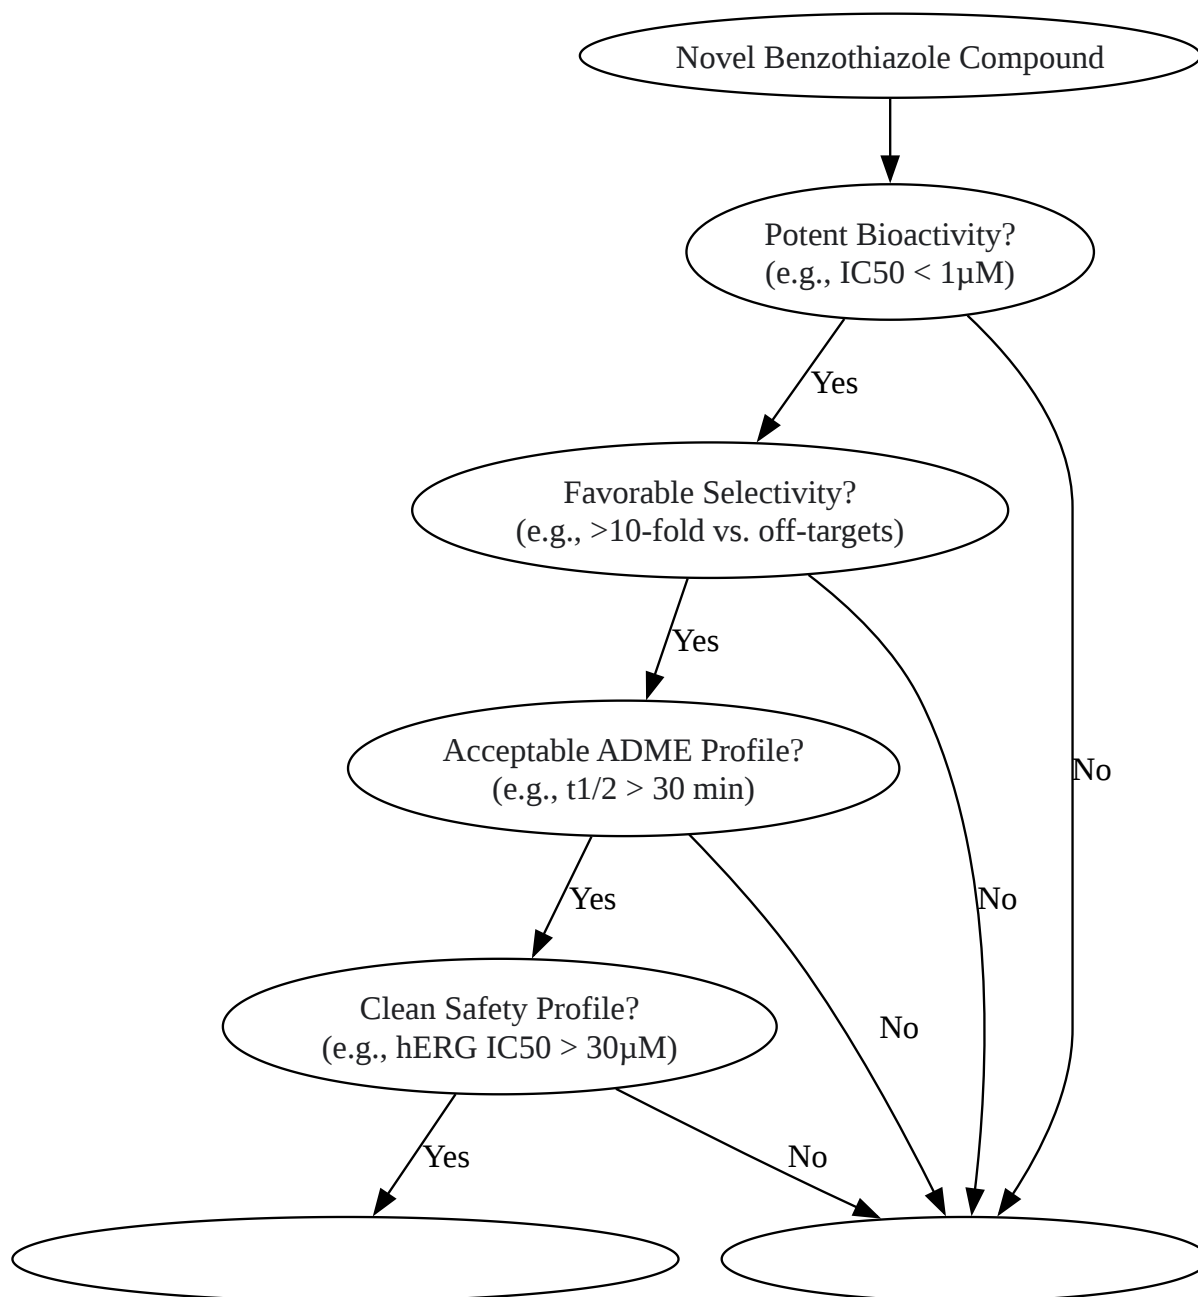 Novel Benzothiazole Compound
Potent Bioactivity?
(e.g., IC50 < 1µM)
Yes
Favorable Selectivity?
(e.g., >10-fold vs. off-targets)
Yes
Acceptable ADME Profile?
(e.g., t1/2 > 30 min)
No
Yes
No
Clean Safety Profile?
(e.g., hERG IC50 > 30µM)
No
Yes
No